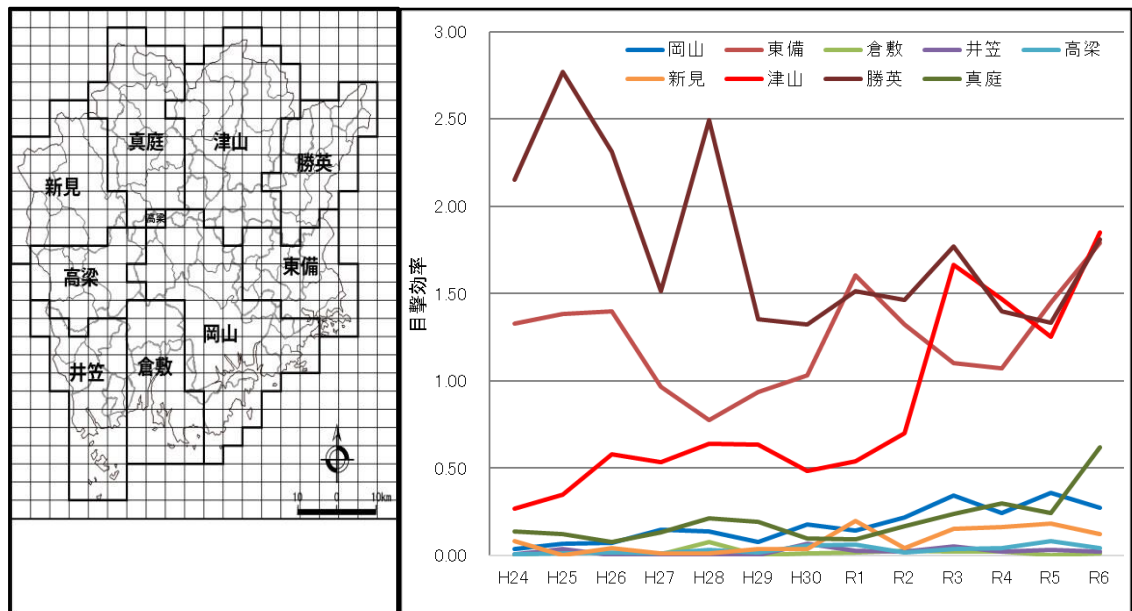 真庭
津山
勝英
新見
高梁
高梁
東備
岡山
倉敷
井笠
10 0 10km
目撃効率
3.00
2.50
2.00
1.50
1.00
0.50
0.00
岡山 東備 倉敷 井笠 高梁
新見 津山 勝英 真庭
H24 H25 H26 H27 H28 H29 H30 R1 R2 R3 R4 R5 R6